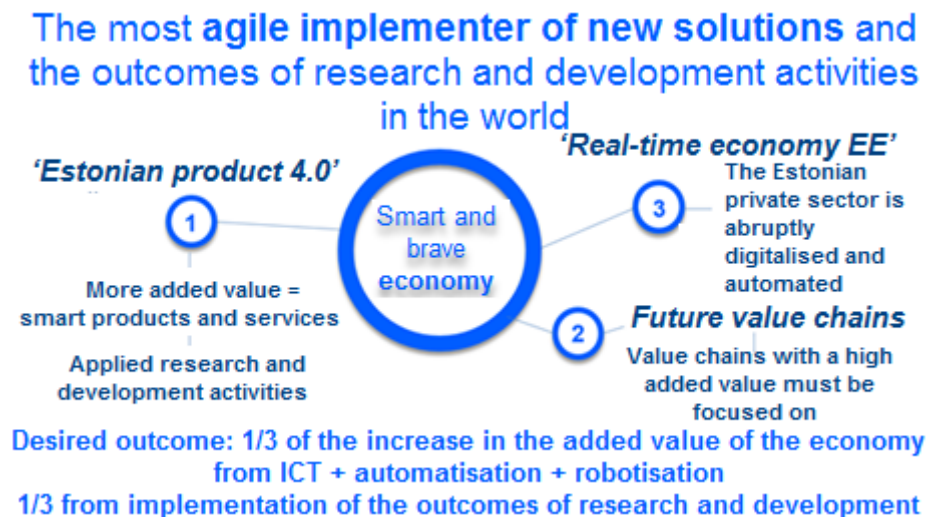 The most agile implementer of new solutions and
the outcomes of research and development activities
in the world
'Estonian product 4.0'
1
More added value =
smart products and services
Applied research and
development activities
Smart and
brave
economy
'Real-time economy EE'
3
The Estonian
private sector is
abruptly
digitalised and
automated
2
Future value chains
Value chains with a high
added value must be
focused on
Desired outcome: 1/3 of the increase in the added value of the economy
from ICT + automatisation + robotisation
1/3 from implementation of the outcomes of research and development